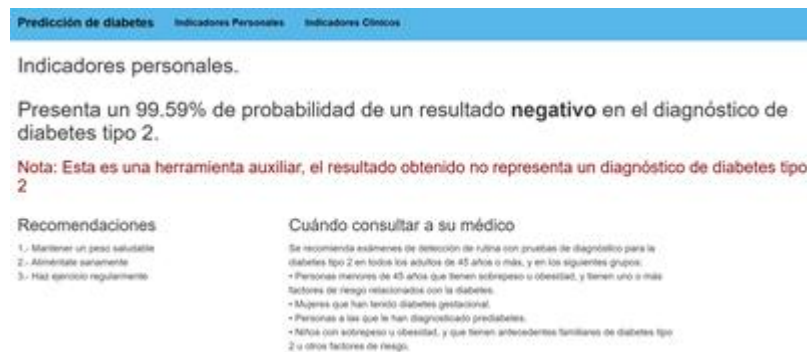 Predicción de diabetes Indicadores Personales Indicadores Clínicos
Indicadores personales.
Presenta un 99.59% de probabilidad de un resultado negativo en el diagnóstico de
diabetes tipo 2.
Nota: Esta es una herramienta auxiliar, el resultado obtenido no representa un diagnóstico de diabetes tipo
2
Recomendaciones
1.- Mantener un peso saludable
2.- Aliméntate sanamente
3.- Haz ejercicio regularmente
Cuándo consultar a su médico
Se recomienda exámenes de detección de rutina con pruebas de diagnóstico para la
diabetes tipo 2 en todos los adultos de 45 años o más, y en los siguientes grupos:
• Personas menores de 45 años que tienen sobrepeso u obesidad, y tienen uno o más
factores de riesgo relacionados con la diabetes.
• Mujeres que han tenido diabetes gestacional.
• Personas a las que le han diagnosticado prediabetes.
• Niños con sobrepeso u obesidad, y que tienen antecedentes familiares de diabetes tipo
2 u otros factores de riesgo.